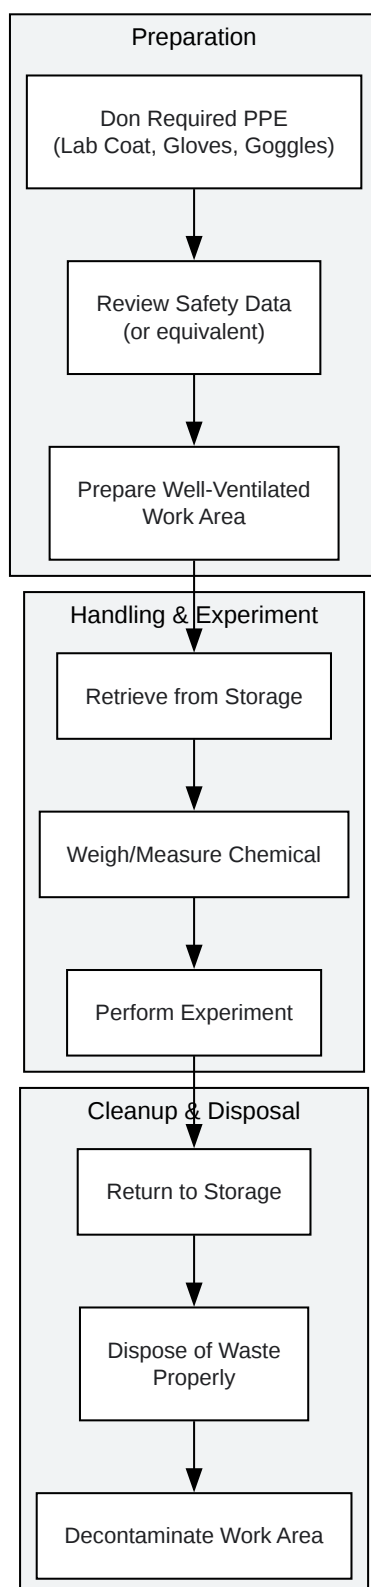 Preparation
Don Required PPE
(Lab Coat, Gloves, Goggles)
Review Safety Data
(or equivalent)
Prepare Well-Ventilated
Work Area
Handling & Experiment
Retrieve from Storage
Weigh/Measure Chemical
Perform Experiment
Cleanup & Disposal
Return to Storage
Dispose of Waste
Properly
Decontaminate Work Area